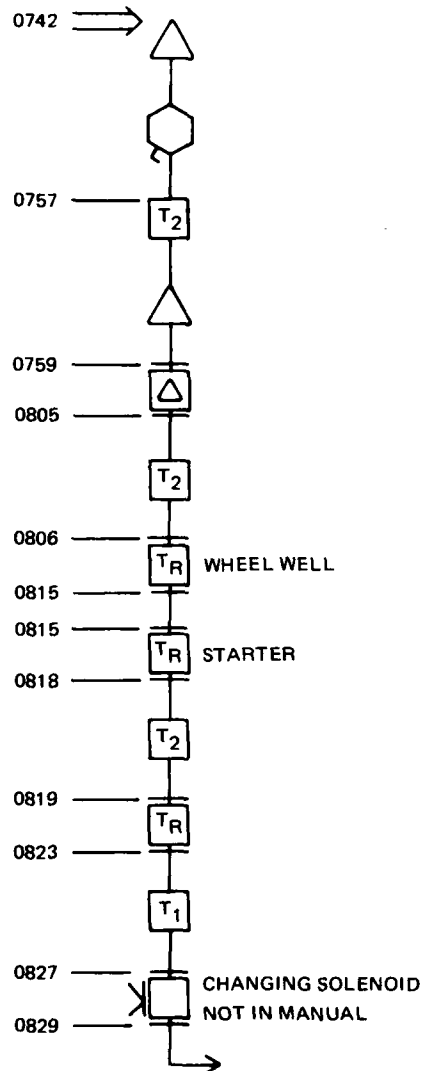 0742
0757
T2
0759
0805
T2
0806
TR WHEEL WELL
0815
0815
TR STARTER
0818
T2
0819
TR
0823
T1
0827
CHANGING SOLENOID
NOT IN MANUAL
0829